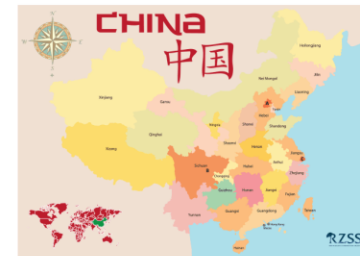 CHINA
中国
Heilongjiang
Jilin
Liaoning
Nei Mongol
Xinjiang
Gansu
Hebei
Shanxi
Shandong
Ningxia
Qinghai
Shaanxi
Henan
Jiangsu
Xizang
Sichuan
Chongqing
Hubei
Anhui
Zhejiang
Guizhou
Hunan
Jiangxi
Fujian
Yunnan
Guangxi
Guangdong
Taiwan
Hainan
RZSS